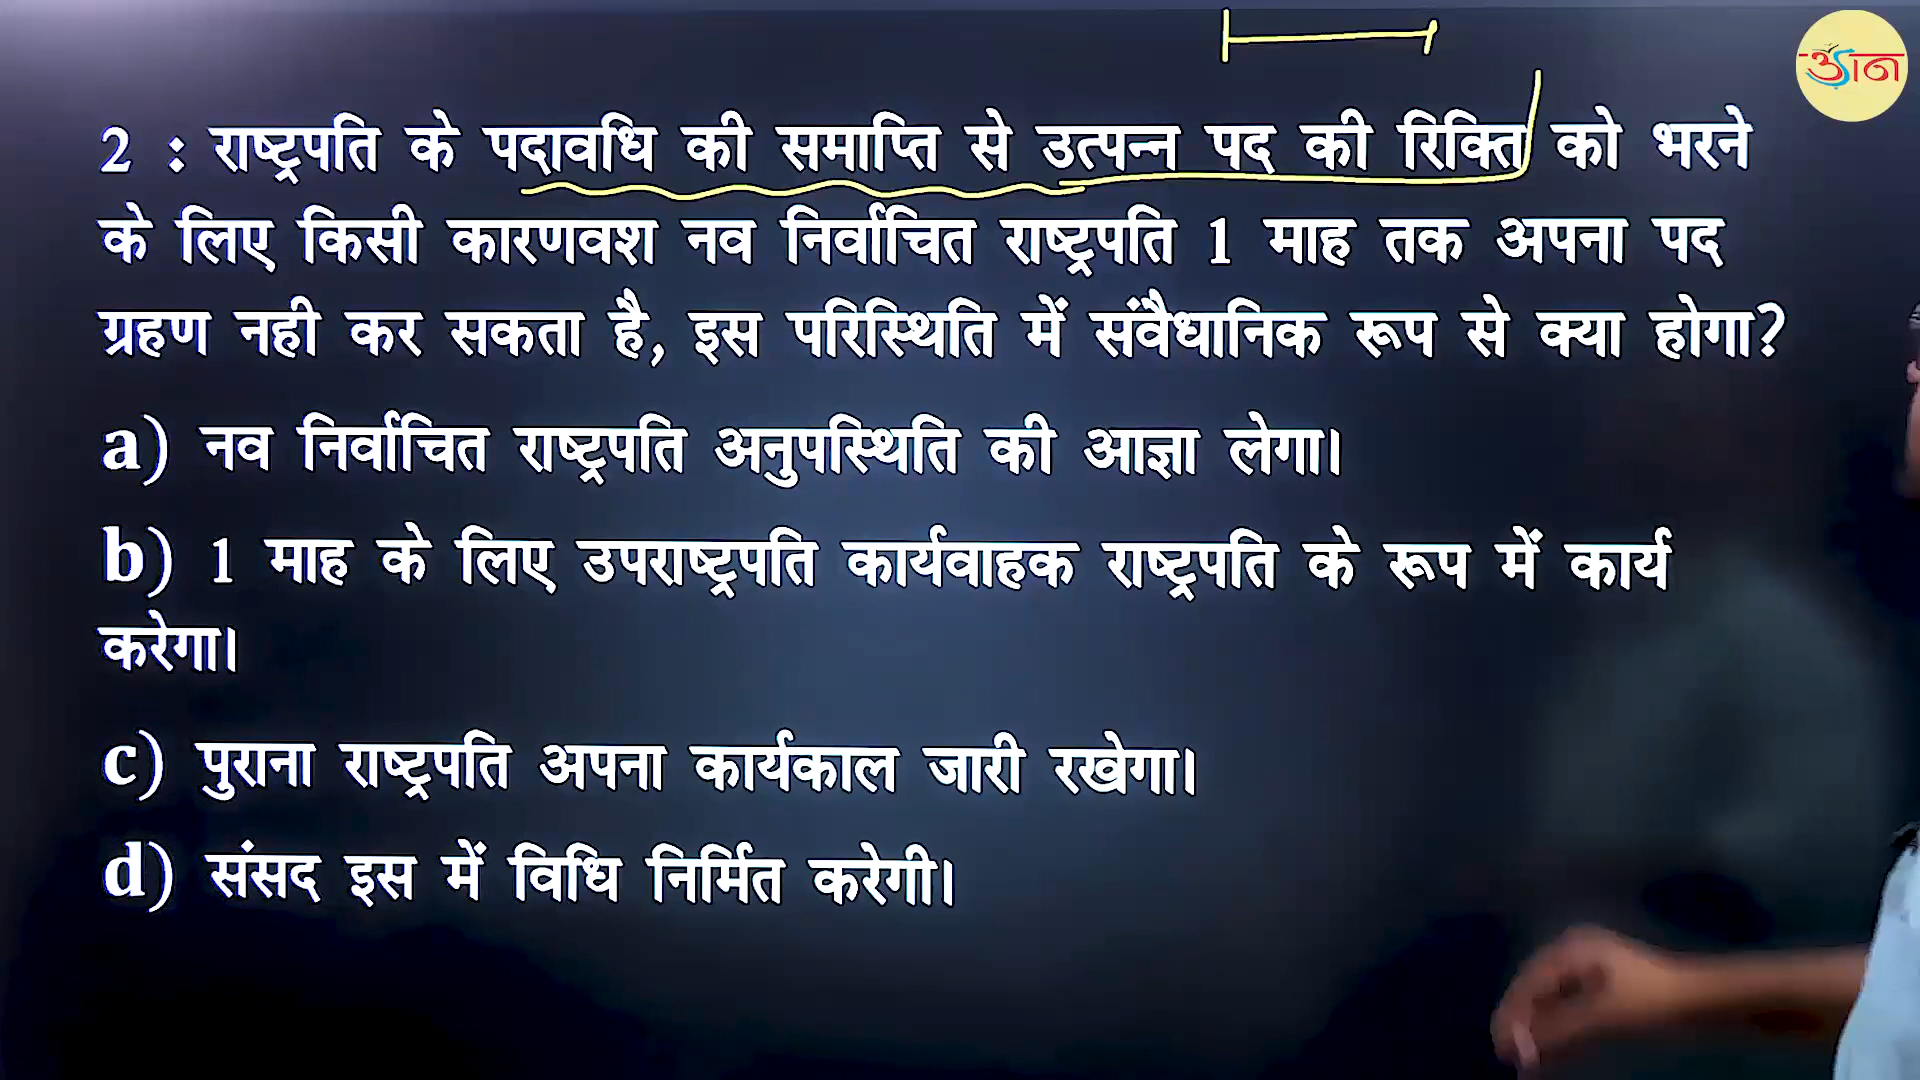 उड़ान
2 : राष्ट्रपति के पदावधि की समाप्ति से उत्पन्न पद की रिक्ति को भरने
के लिए किसी कारणवश नव निर्वाचित राष्ट्रपति 1 माह तक अपना पद
ग्रहण नही कर सकता है, इस परिस्थिति में संवैधानिक रूप से क्या होगा?
a) नव निर्वाचित राष्ट्रपति अनुपस्थिति की आज्ञा लेगा।
b) 1 माह के लिए उपराष्ट्रपति कार्यवाहक राष्ट्रपति के रूप में कार्य
करेगा।
c) पुराना राष्ट्रपति अपना कार्यकाल जारी रखेगा।
d) संसद इस में विधि निर्मित करेगी।